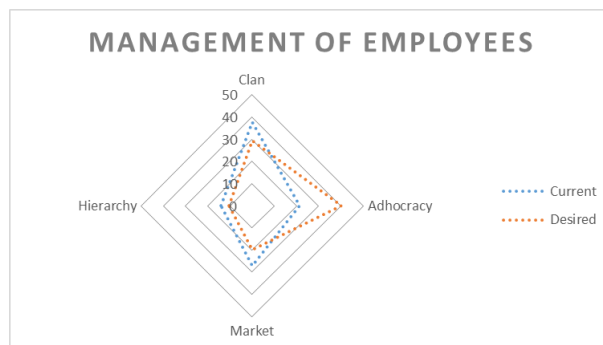 MANAGEMENT OF EMPLOYEES
Clan
50
40
30
20
10
0
Hierarchy
Adhocracy
Market
Current
Desired